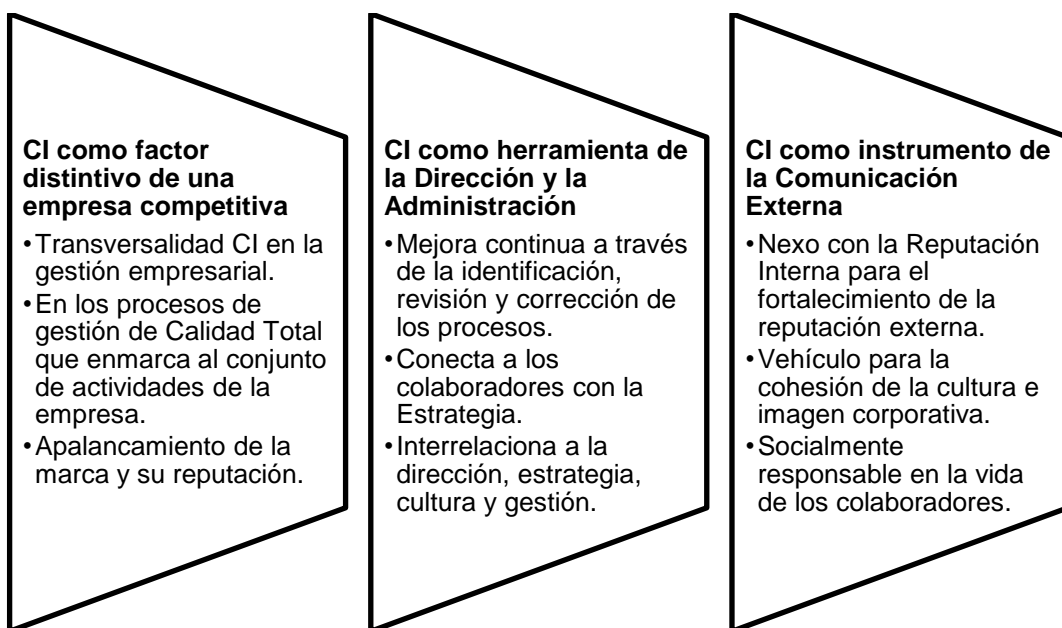 CI como factor
distintivo de una
empresa competitiva
•Transversalidad CI en la
gestión empresarial.
•En los procesos de
gestión de Calidad Total
que enmarca al conjunto
de actividades de la
empresa.
•Apalancamiento de la
marca y su reputación.
CI como herramienta de
la Dirección y la
Administración
•Mejora continua a través
de la identificación,
revisión y corrección de
los procesos.
•Conecta a los
colaboradores con la
Estrategia.
•Interrelaciona a la
dirección, estrategia,
cultura y gestión.
CI como instrumento de
la Comunicación
Externa
•Nexo con la Reputación
Interna para el
fortalecimiento de la
reputación externa.
•Vehículo para la
cohesión de la cultura e
imagen corporativa.
•Socialmente
responsable en la vida
de los colaboradores.